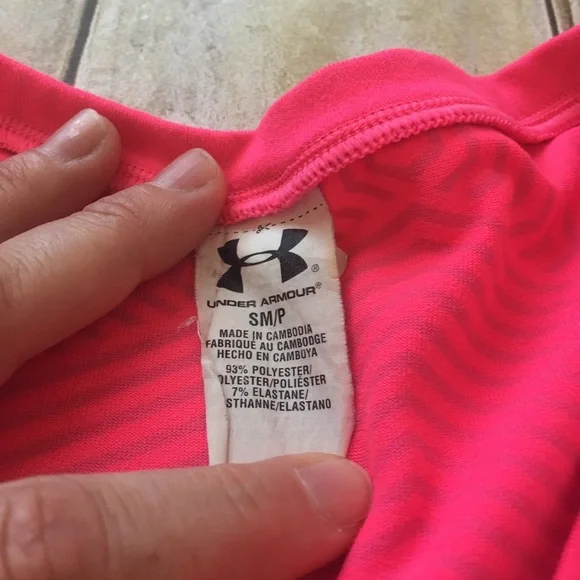 UNDER ARMOUR®
SM/P
MADE IN CAMBODIA
FABRIQUÉ AU CAMBODGE
HECHO EN CAMBOYA
93% POLYESTER/
OLYESTER/POLIÉSTER
7% ELASTANE/
STHANNE/ELASTANO